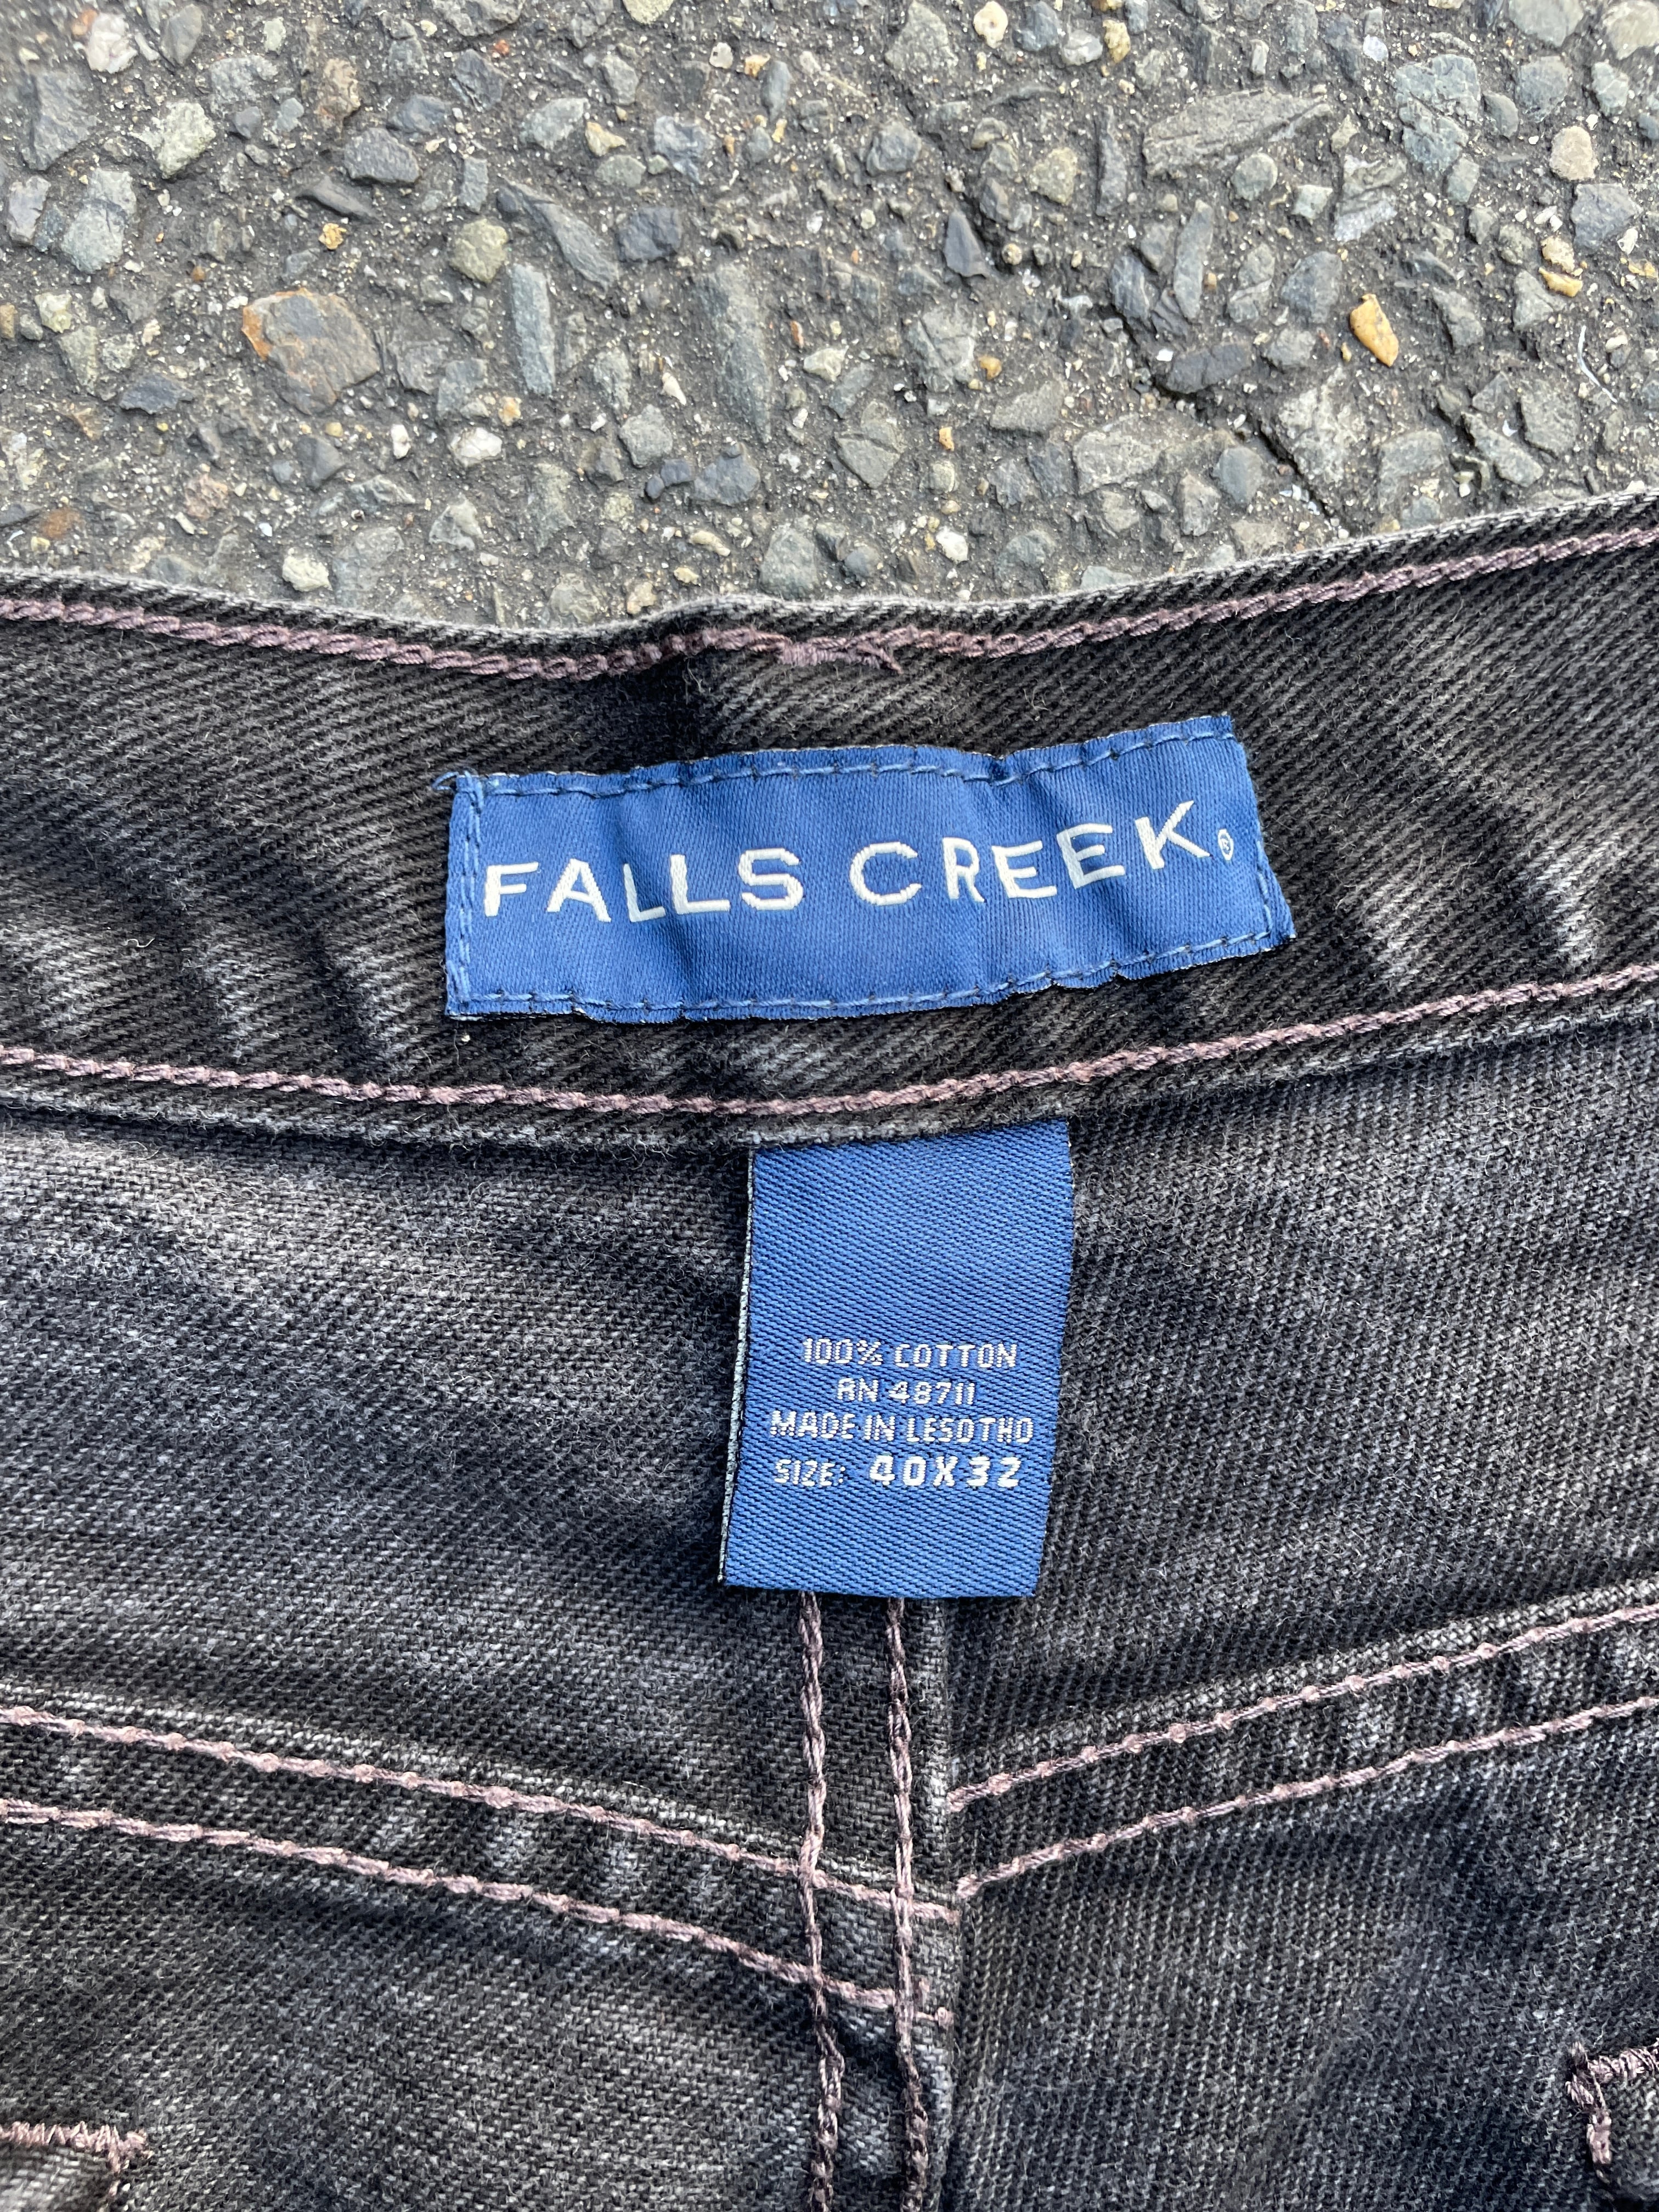 FALLS CREEK®
100% COTTON
RN 48711
MADE IN LESOTHO
SIZE: 40X32